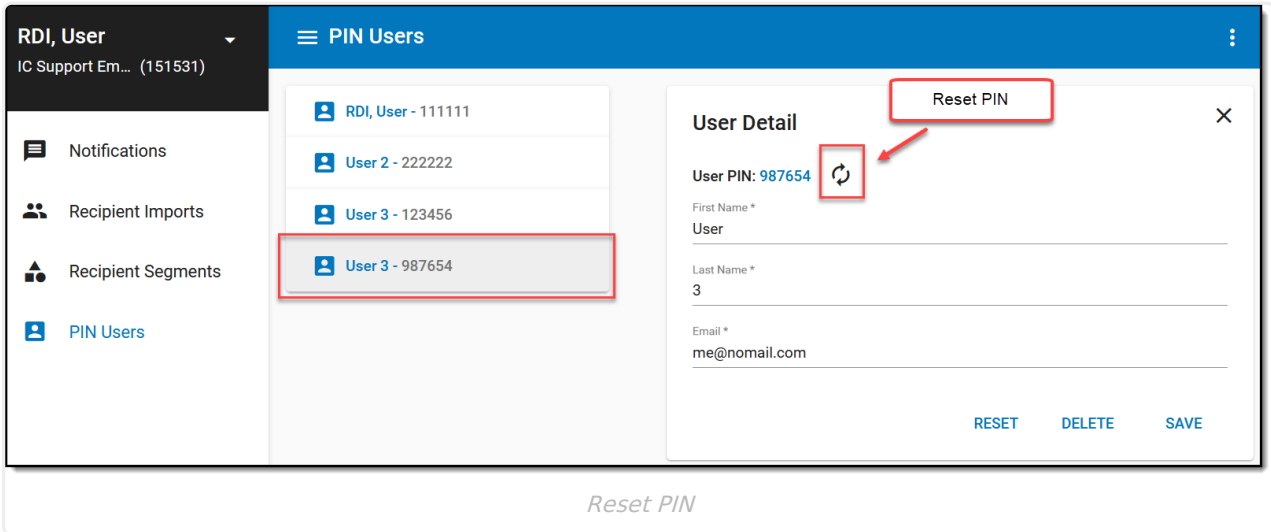 RDI, User
IC Support Em... (151531)
Notifications
Recipient Imports
Recipient Segments
PIN Users
PIN Users
RDI, User - 111111
User 2 - 222222
User 3 - 123456
User 3 - 987654
Reset PIN
User Detail
User PIN: 987654
First Name *
User
Last Name *
3
Email *
me@nomail.com
RESET DELETE SAVE
Reset PIN